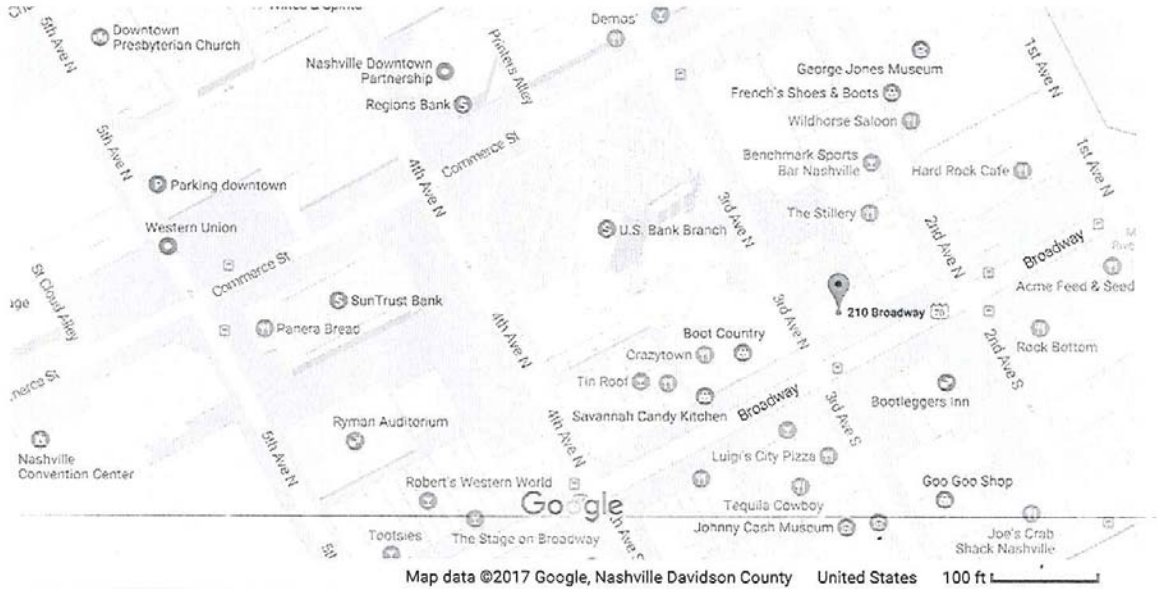 5th Ave N
Downtown
Presbyterian Church
Nashville Downtown
Partnership
Regions Bank
Printers Alley
Demos'
George Jones Museum
French's Shoes & Boots
Wildhorse Saloon
1st Ave N
5th Ave N
Parking downtown
Western Union
4th Ave N
Commerce St
Benchmark Sports
Bar Nashville
Hard Rock Cafe
1st Ave N
The Stillery
U.S. Bank Branch
3rd Ave N
2nd Ave N
Broadway
Acme Feed & Seed
St Cloud Alley
Commerce St
SunTrust Bank
Panera Bread
4th Ave N
3rd Ave N
210 Broadway
70
Boot Country
Crazytown
Tin Roof
Savannah Candy Kitchen
Broadway
2nd Ave S
Rock Bottom
Bootleggers Inn
Ryman Auditorium
Nashville
Convention Center
5th Ave N
4th Ave N
3rd Ave S
Luigi's City Pizza
Robert's Western World
Google
Tequila Cowboy
Goo Goo Shop
Tootsies
The Stage on Broadway
Johnny Cash Museum
Joe's Crab
Shack Nashville
Map data ©2017 Google, Nashville Davidson County United States 100 ft